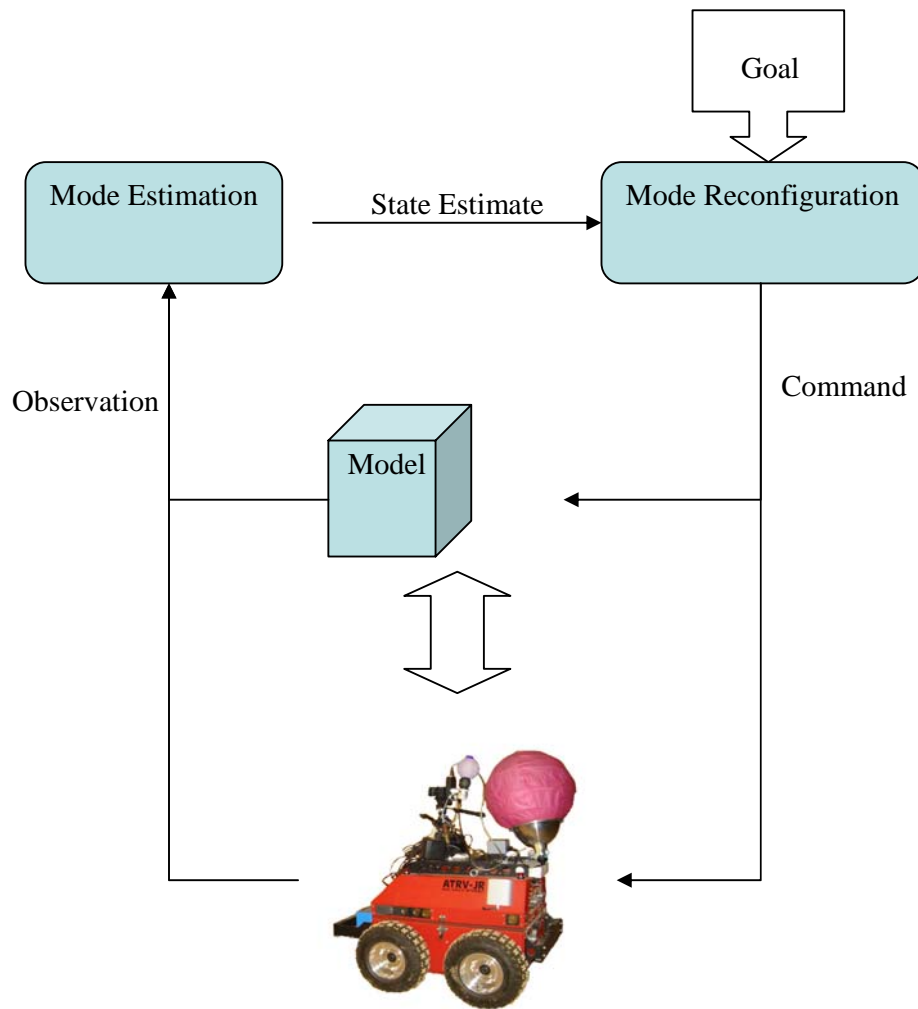 Goal
Mode Estimation
State Estimate
Mode Reconfiguration
Observation
Command
Model
ATRV-JR